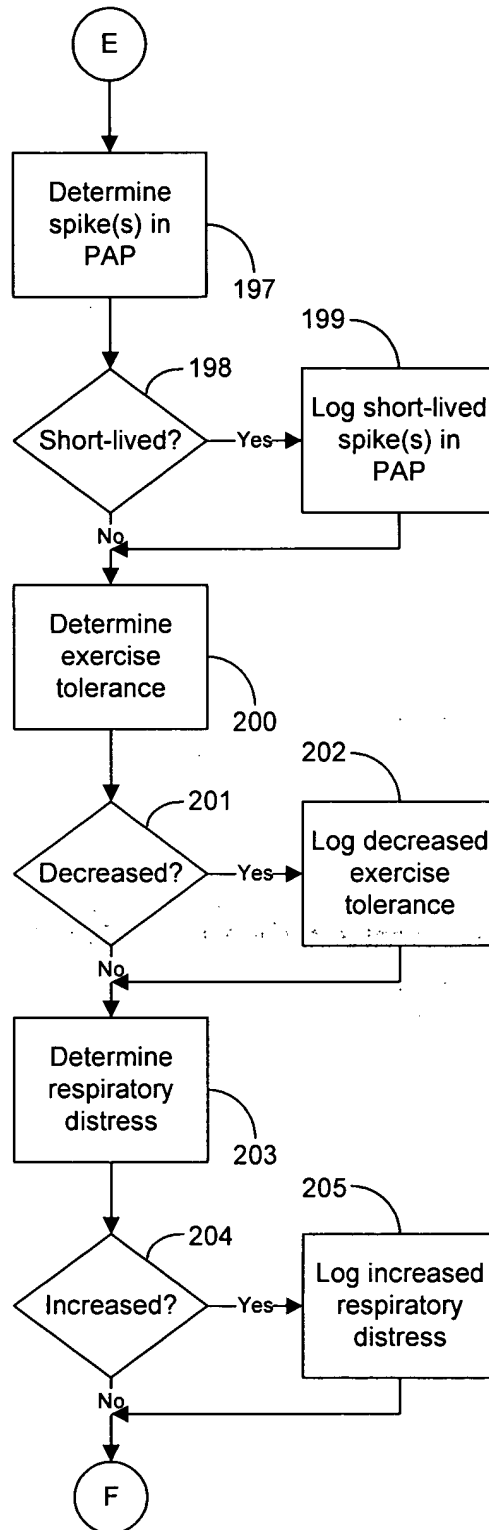 E
Determine
spike(s) in
PAP
197
198
199
Short-lived?
Yes
Log short-lived
spike(s) in
PAP
No
Determine
exercise
tolerance
200
201
202
Decreased?
Yes
Log decreased
exercise
tolerance
No
Determine
respiratory
distress
203
204
205
Increased?
Yes
Log increased
respiratory
distress
No
F